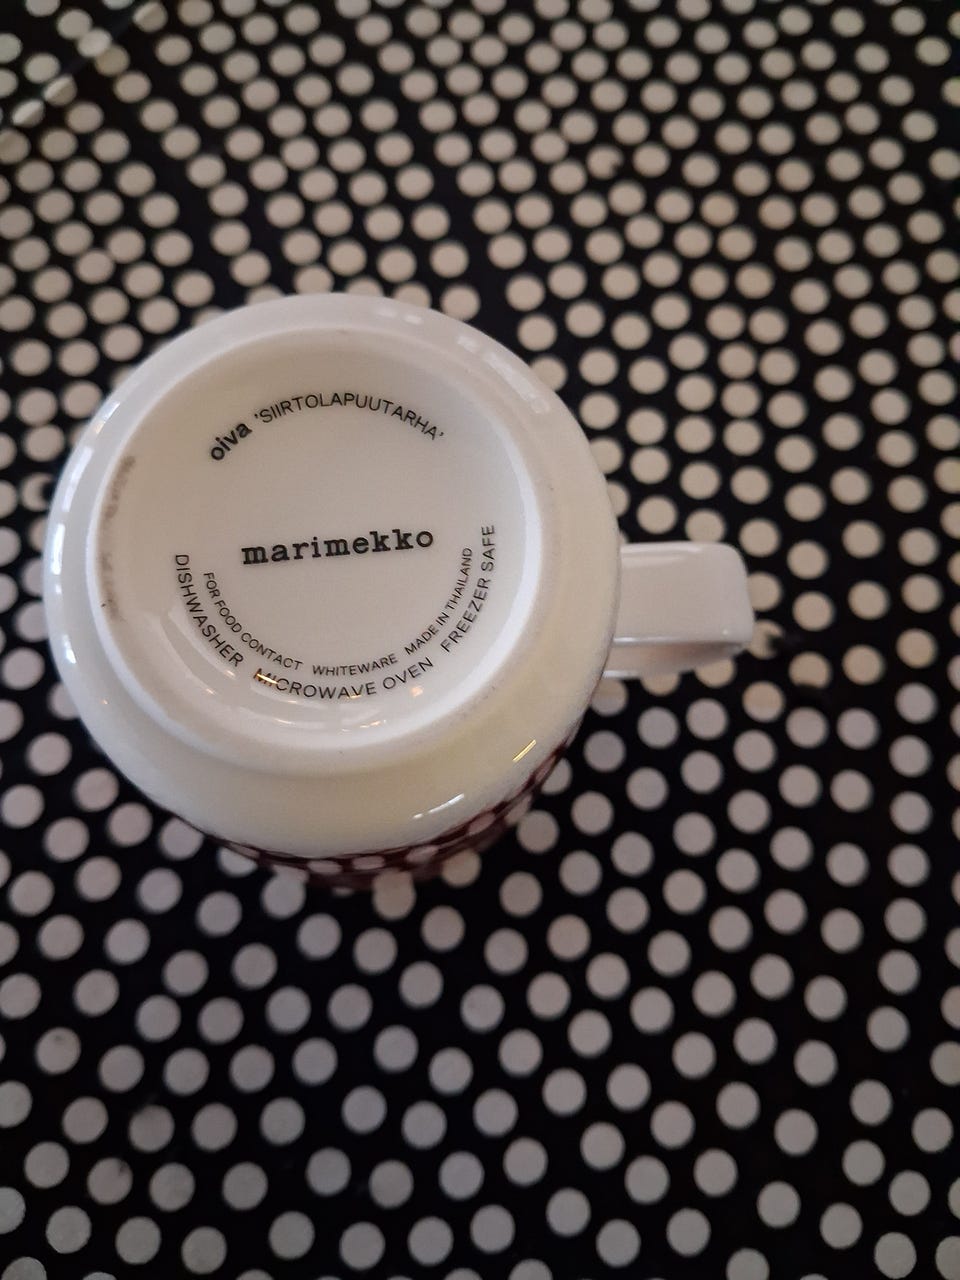 oiva 'SIIRTOLAPUUTARHA'
marimekko
FOR FOOD CONTACT WHITEWARE MADE IN THAILAND
DISHWASHER MICROWAVE OVEN FREEZER SAFE